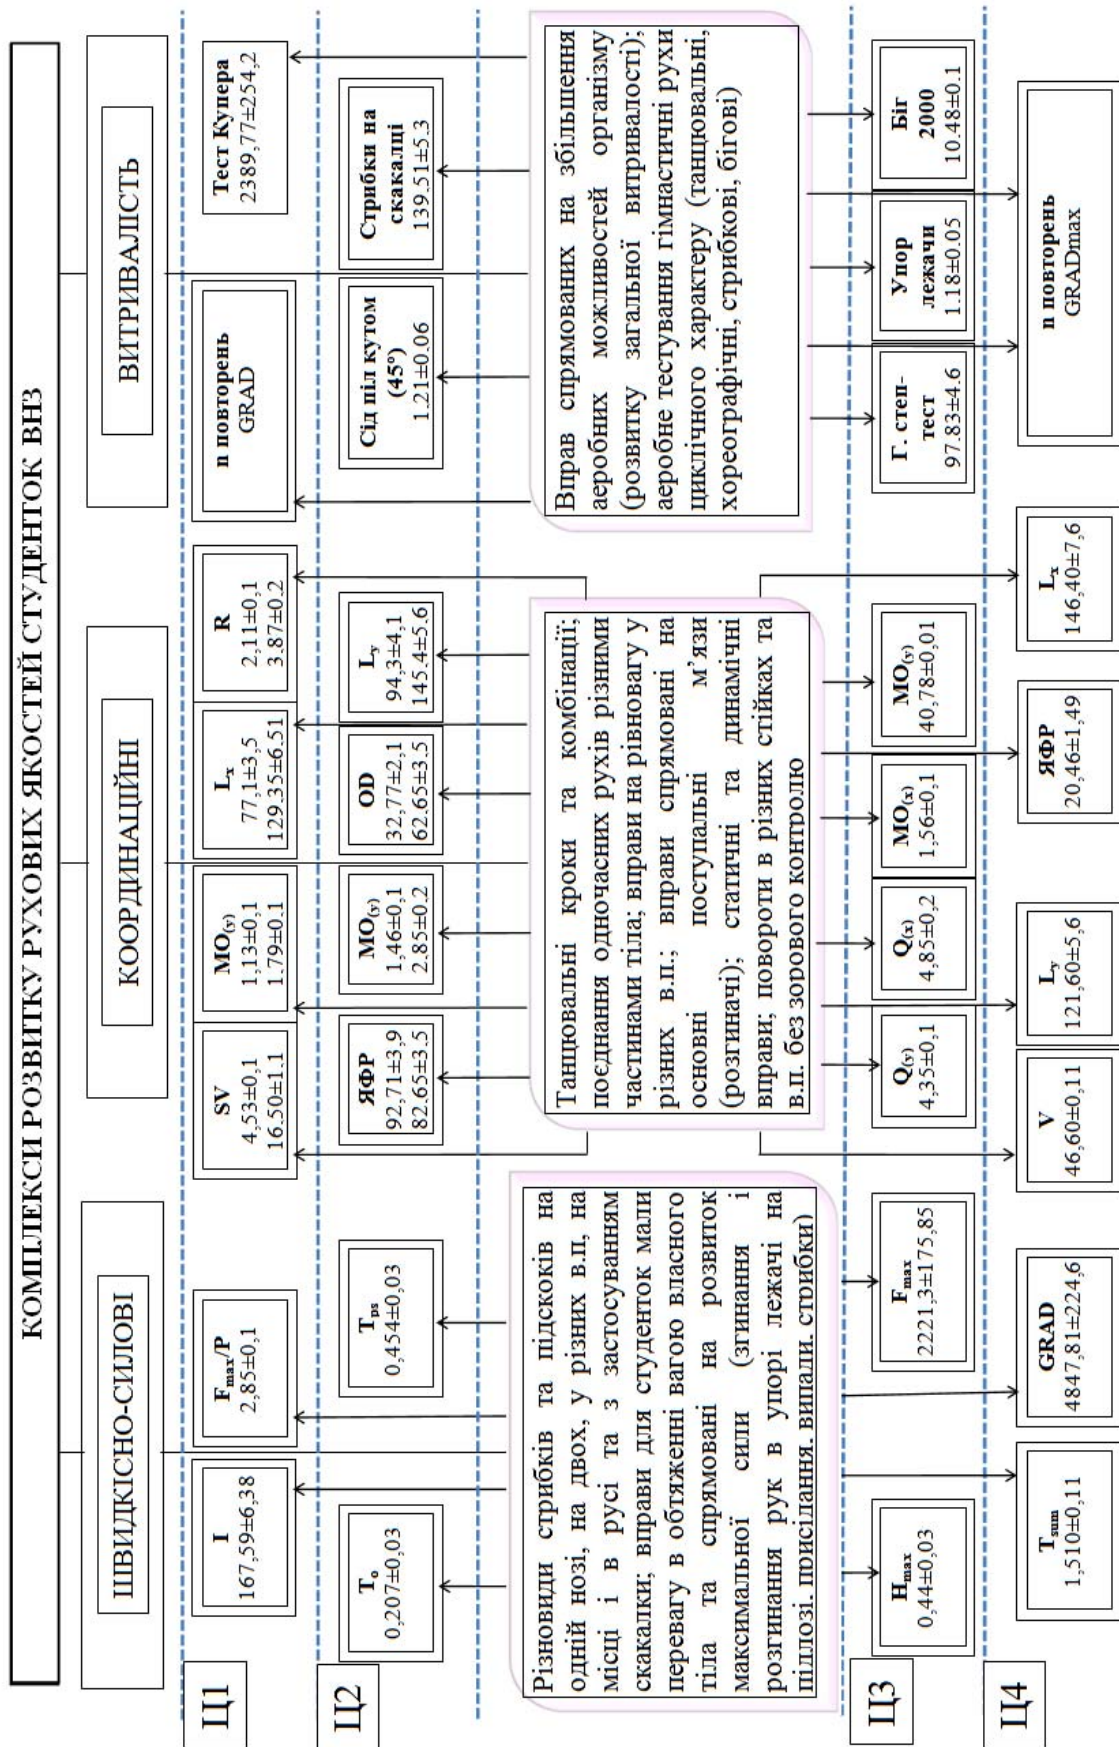 КОМПЛЕКСИ РОЗВИТКУ РУХОВИХ ЯКОСТЕЙ СТУДЕНТОК ВНЗ
ШВИДКІСНО-СИЛОВІ
КООРДИНАЦІЙНІ
ВИТРИВАЛІСТЬ
Ц1
I
167,59±6,38
Fmax/P
2,85±0,1
SV
4,53±0,1
16.50±1.1
MO(y)
1,13±0,1
1.79±0.1
Lx
77,1±3,5
129.35±6.51
R
2,11±0,1
3.87±0.2
n повторень
GRAD
Тест Купера
2389,77±254,2
Ц2
To
0,207±0,03
Tps
0,454±0,03
ЯФР
92,71±3,9
82.65±3.5
MO(y)
1,46±0,1
2.85±0.2
OD
32,77±2.1
62.65±3.5
Ly
94,3±4,1
145.4±5.6
Сід піл кутом
(45º)
1.21±0.06
Стрибки на
скакалці
139.51±5.3
Різновиди стрибків та підскоків на
одній нозі, на двох, у різних в.п, на
місці і в русі та з застосуванням
скакалки; вправи для студенток мали
перевагу в обтяженні вагою власного
тіла та спрямовані на розвиток
максимальної сили (згинання і
розгинання рук в упорі лежачі на
підлозі. присідання. випали. стрибки)
Танцювальні кроки та комбінації;
поєднання одночасних рухів різними
частинами тіла; вправи на рівновагу у
різних в.п.; вправи спрямовані на
основні поступальні м’язи
(розгиначі); статичні та динамічні
вправи; повороти в різних стійках та
в.п. без зорового контролю
Вправ спрямованих на збільшення
аеробних можливостей організму
(розвитку загальної витривалості);
аеробне тестування гімнастичні рухи
циклічного характеру (танцювальні,
хореографічні, стрибкові, бігові)
Ц3
Hmax
0,44±0,03
Fmax
2221,3±175,85
Q(y)
4,35±0,1
Q(x)
4,85±0,2
MO(x)
1,56±0,1
MO(y)
40,78±0,01
Г. степ-
тест
97.83±4.6
Упор
лежачи
1.18±0.05
Біг
2000
10.48±0.1
Ц4
Tsum
1,510±0,11
GRAD
4847,81±224,6
V
46,60±0,11
Ly
121,60±5,6
ЯФР
20,46±1,49
Lx
146,40±7,6
n повторень
GRADmax